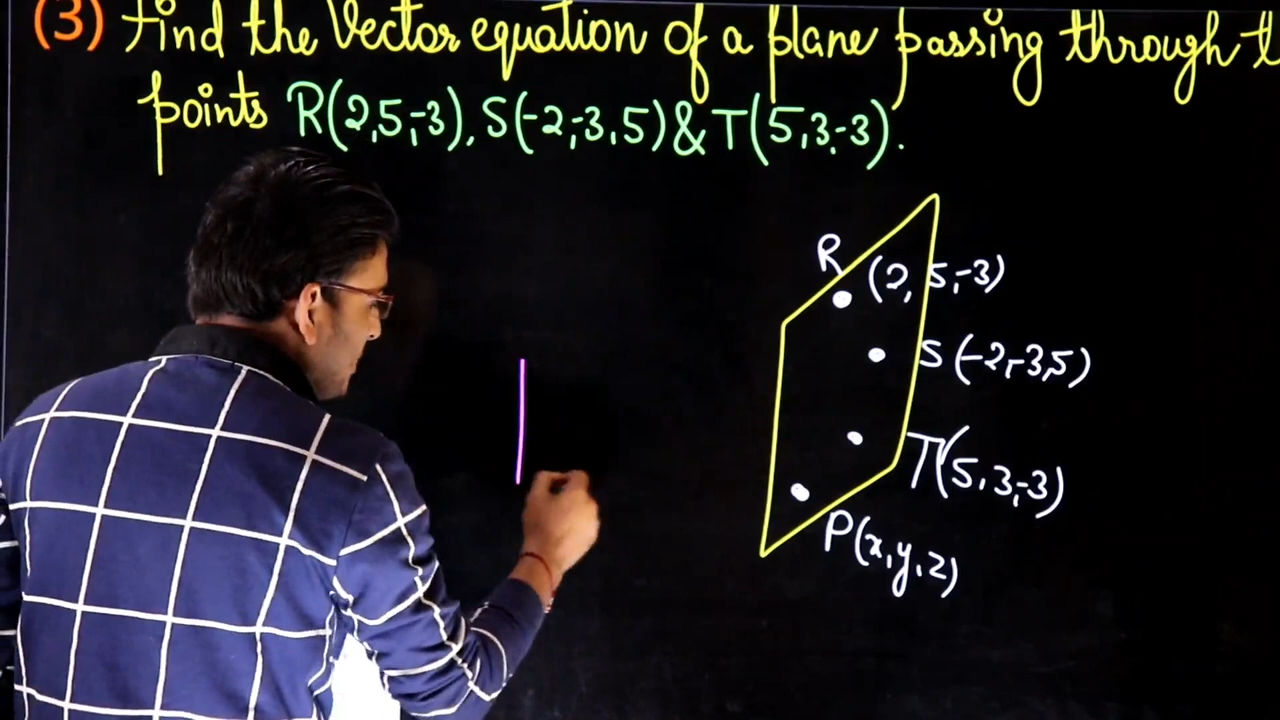 (3) Find the Vector equation of a plane passing through t
points R(2,5,-3), S(-2,-3,5) & T(5,3,-3).
R (2,5,-3)
S (-2,-3,5)
T(5,3,-3)
P(x,y,z)